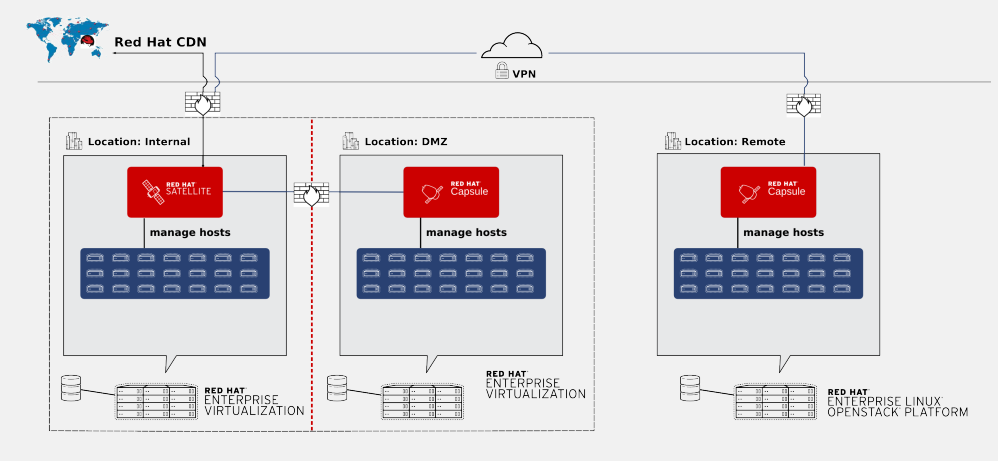 Red Hat CDN
VPN
Location: Internal
Location: DMZ
Location: Remote
RED HAT
SATELLITE
RED HAT
Capsule
RED HAT
Capsule
manage hosts
manage hosts
manage hosts
RED HAT
ENTERPRISE
VIRTUALIZATION
RED HAT
ENTERPRISE
VIRTUALIZATION
RED HAT
ENTERPRISE LINUX
OPENSTACK PLATFORM